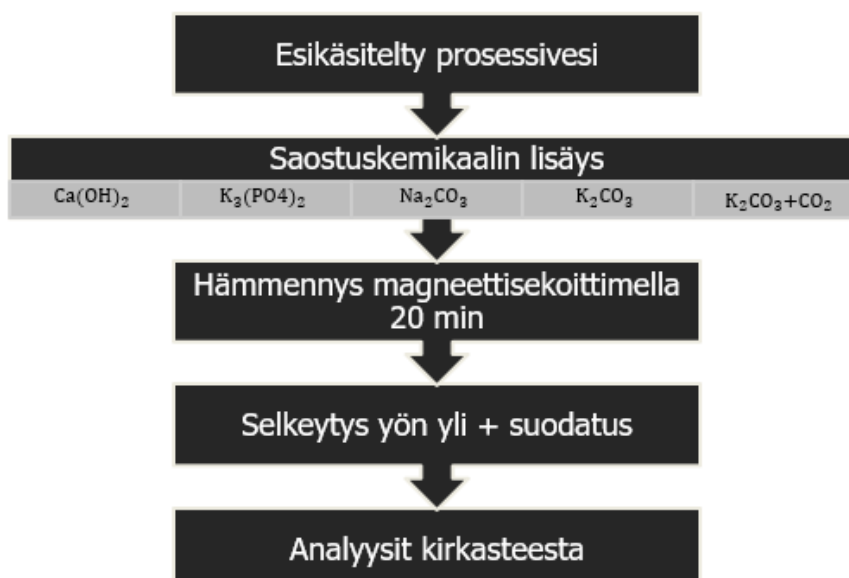 Esikäsitelty prosessivesi
Saostuskemikaalin lisäys
Ca(OH)₂ K₃(PO4)₂ Na₂CO₃ K₂CO₃ K₂CO₃+CO₂
Hämmennys magneettisekoittimella
20 min
Selkeytys yön yli + suodatus
Analyysit kirkasteesta